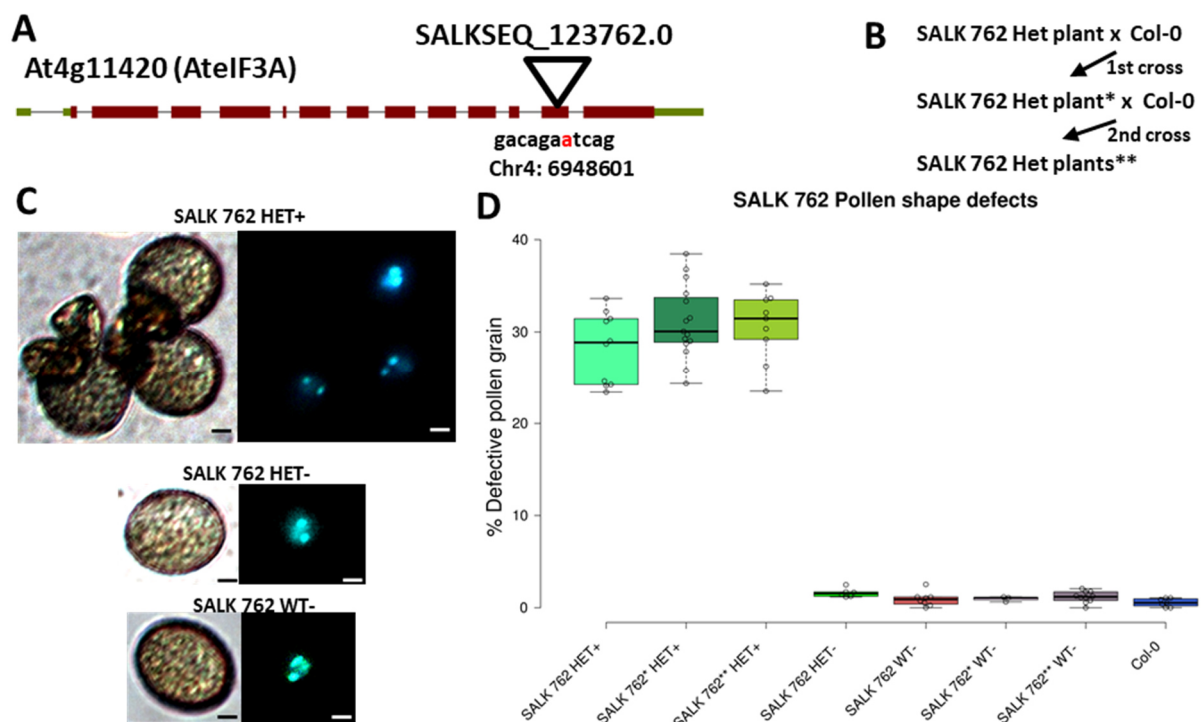 A
SALKSEQ_123762.0
At4g11420 (AteIF3A)
gacagaatcag
Chr4: 6948601
B
SALK 762 Het plant x Col-0
1st cross
SALK 762 Het plant* x Col-0
2nd cross
SALK 762 Het plants**
C
SALK 762 HET+
SALK 762 HET-
SALK 762 WT-
D
SALK 762 Pollen shape defects
% Defective pollen grain
40
30
20
10
0
SALK 762 HET+
SALK 762* HET+
SALK 762** HET+
SALK 762 HET-
SALK 762 WT-
SALK 762* WT-
SALK 762** WT-
Col-0